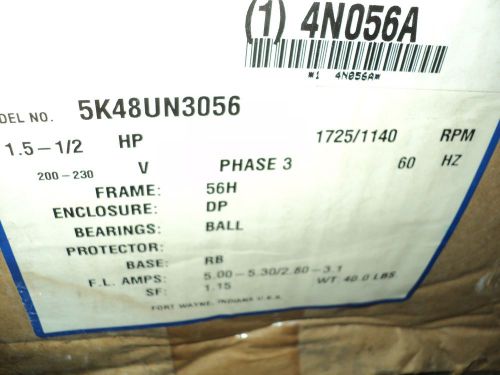 (1) 4N056A
*1 4N056A*
DEL NO. 5K48UN3056
1.5-1/2 HP 1725/1140 RPM
200-230 V PHASE 3 60 HZ
FRAME: 56H
ENCLOSURE: DP
BEARINGS: BALL
PROTECTOR:
BASE: RB
F.L. AMPS: 5.00-5.30/2.80-3.1
SF: 1.15 WT. 40.0 LBS
FORT WAYNE, INDIANA U.S.A.